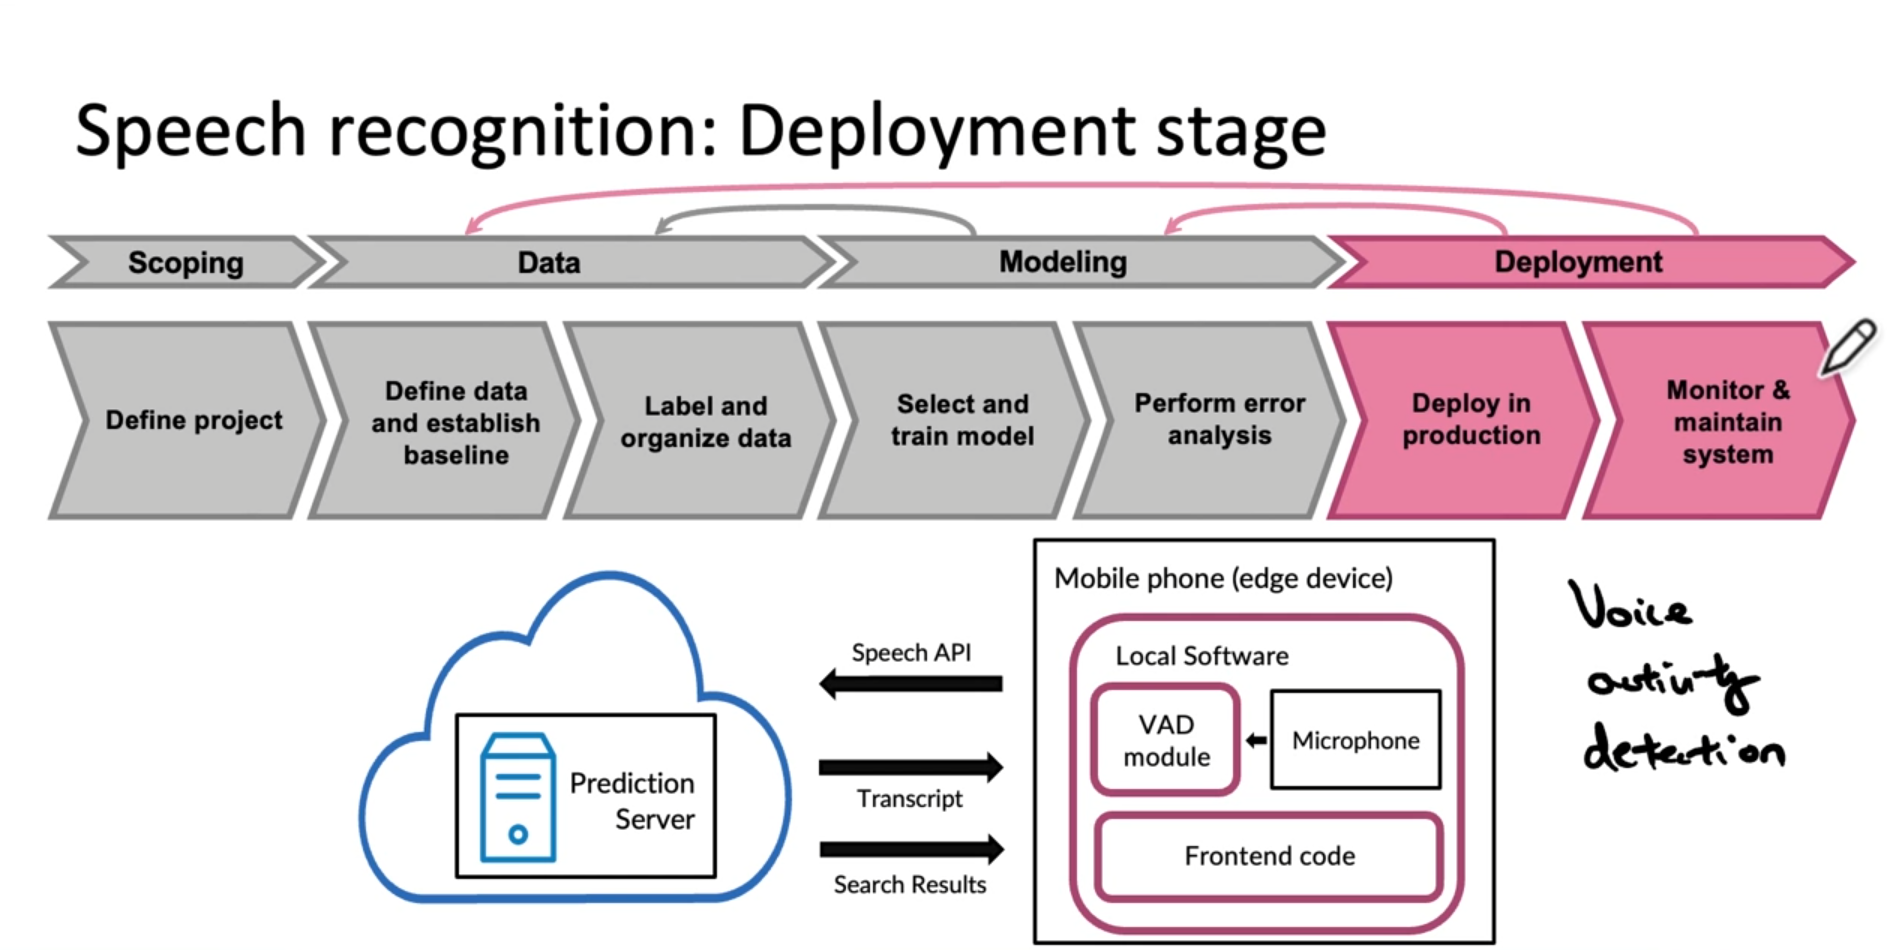 Speech recognition: Deployment stage
Scoping
Data
Modeling
Deployment
Define project
Define data
and establish
baseline
Label and
organize data
Select and
train model
Perform error
analysis
Deploy in
production
Monitor &
maintain
system
Prediction
Server
Speech API
Transcript
Search Results
Mobile phone (edge device)
Local Software
VAD
module
Microphone
Frontend code
Voice
activity
detection